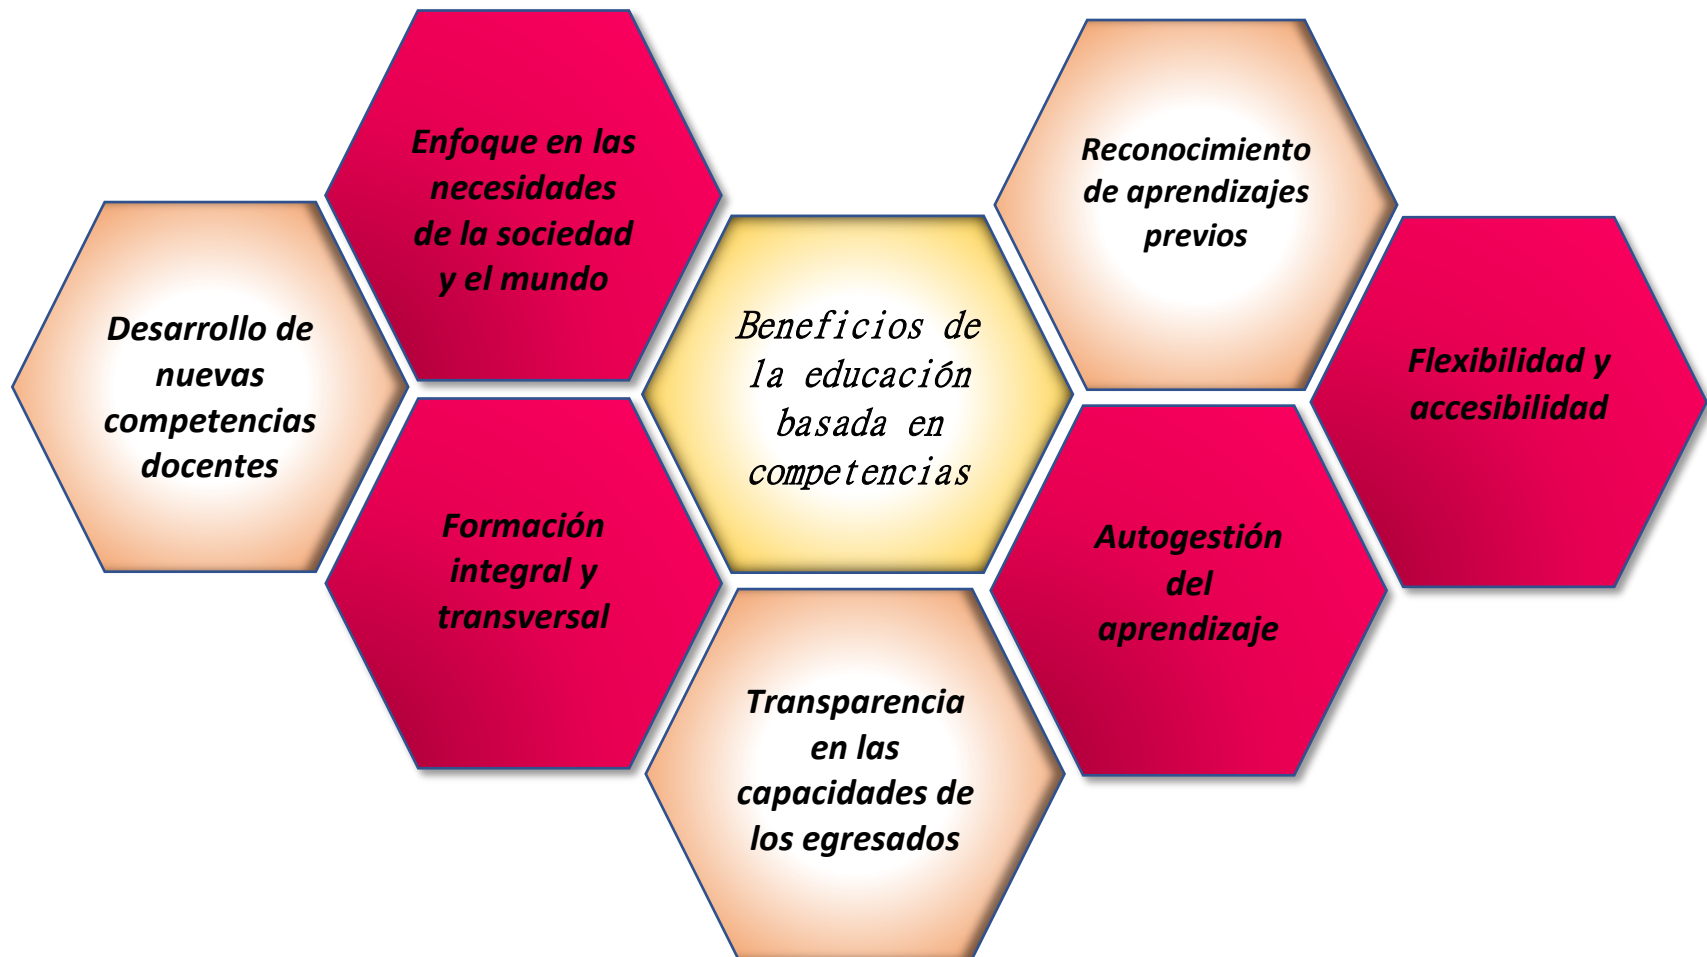 Enfoque en las
necesidades
de la sociedad
y el mundo
Reconocimiento
de aprendizajes
previos
Desarrollo de
nuevas
competencias
docentes
Beneficios de
la educación
basada en
competencias
Flexibilidad y
accesibilidad
Formación
integral y
transversal
Autogestión
del
aprendizaje
Transparencia
en las
capacidades de
los egresados